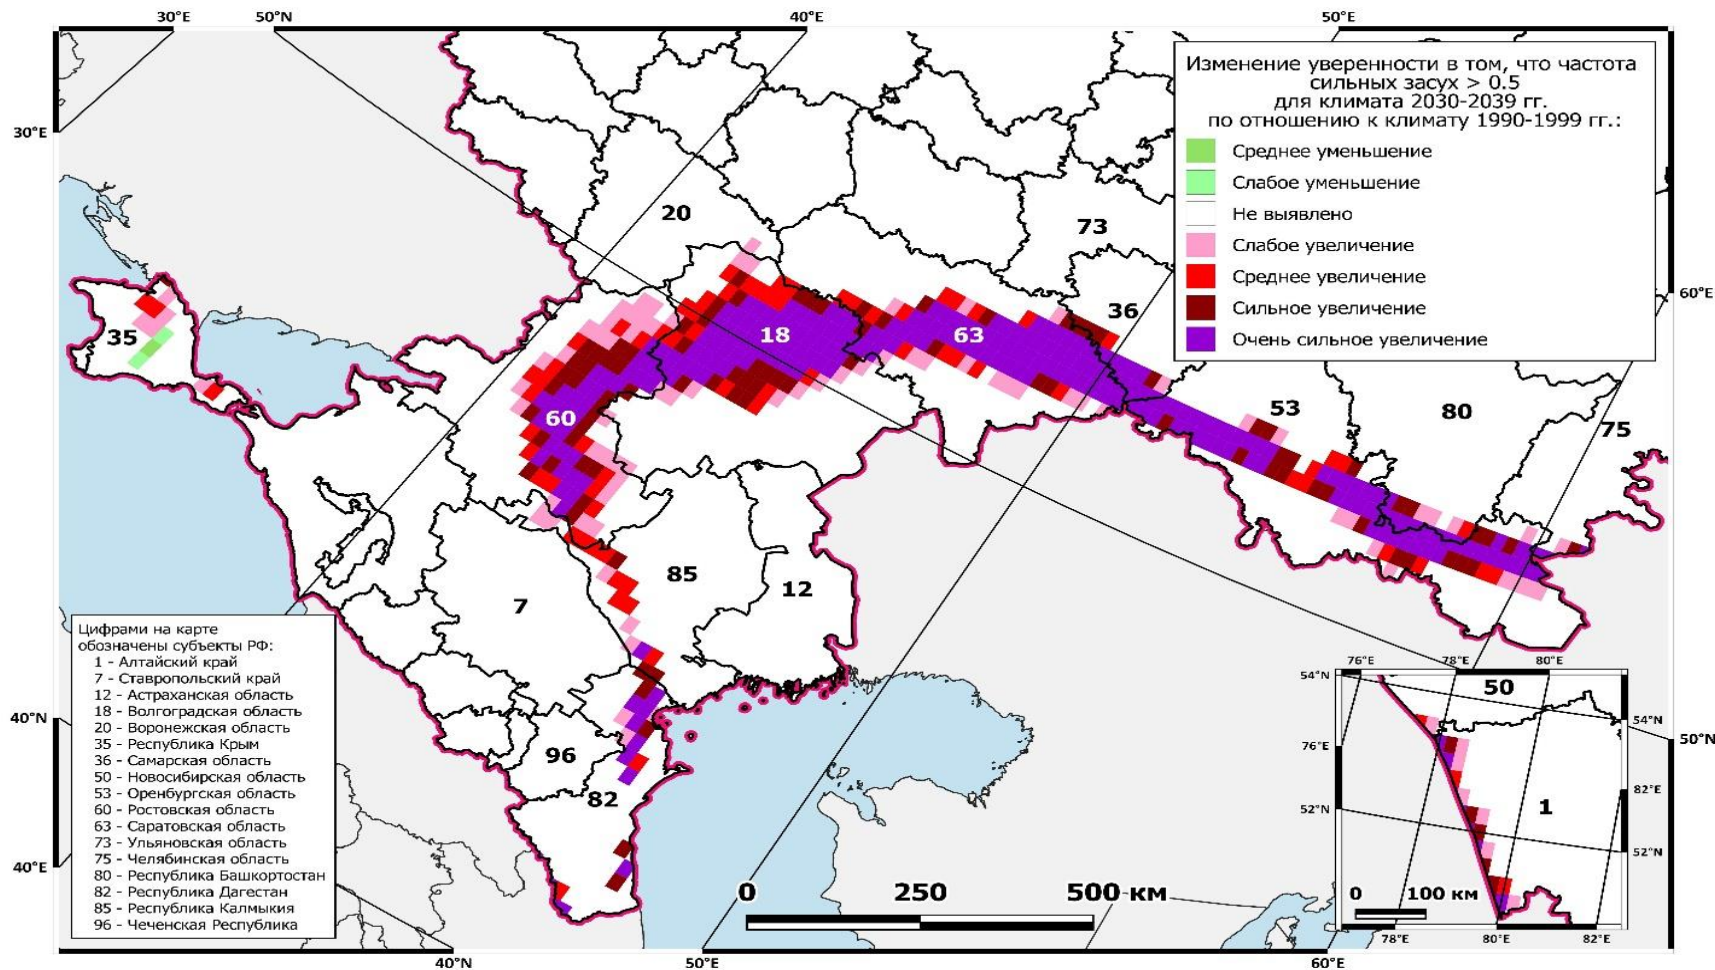 30°E
50°N
40°E
50°E
Изменение уверенности в том, что частота
сильных засух > 0.5
для климата 2030-2039 гг.
по отношению к климату 1990-1999 гг.:
Среднее уменьшение
Слабое уменьшение
Не выявлено
Слабое увеличение
Среднее увеличение
Сильное увеличение
Очень сильное увеличение
30°E
60°E
20
73
36
35
18
63
60
53
80
75
85
12
7
96
82
Цифрами на карте
обозначены субъекты РФ:
1 - Алтайский край
7 - Ставропольский край
12 - Астраханская область
18 - Волгоградская область
20 - Воронежская область
35 - Республика Крым
36 - Самарская область
50 - Новосибирская область
53 - Оренбургская область
60 - Ростовская область
63 - Саратовская область
73 - Ульяновская область
75 - Челябинская область
80 - Республика Башкортостан
82 - Республика Дагестан
85 - Республика Калмыкия
96 - Чеченская Республика
40°N
40°E
50°N
0 250 500 км
76°E 78°E 80°E
54°N
50
54°N
76°E
82°E
1
52°N
52°N
0 100 км
78°E 80°E 82°E
40°N
50°E
60°E